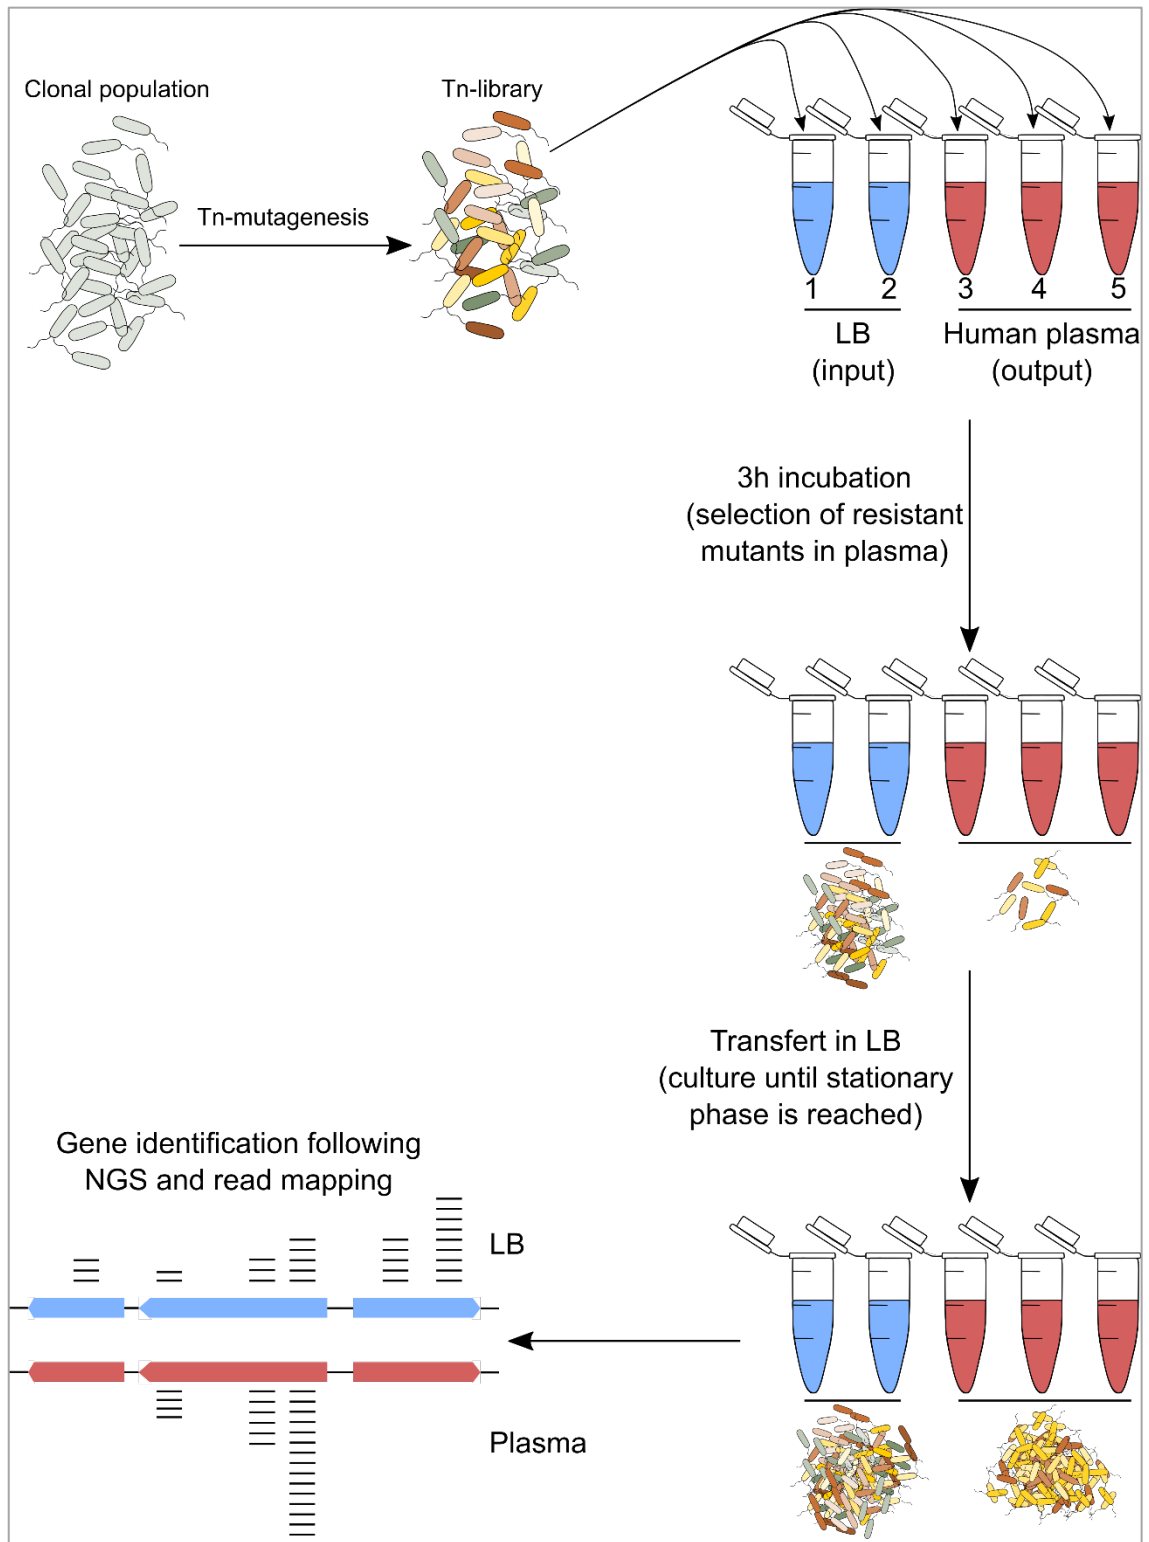 Clonal population
Tn-library
Tn-mutagenesis
1 2 3 4 5
LB
(input)
Human plasma
(output)
3h incubation
(selection of resistant
mutants in plasma)
Transfert in LB
(culture until stationary
phase is reached)
Gene identification following
NGS and read mapping
LB
Plasma